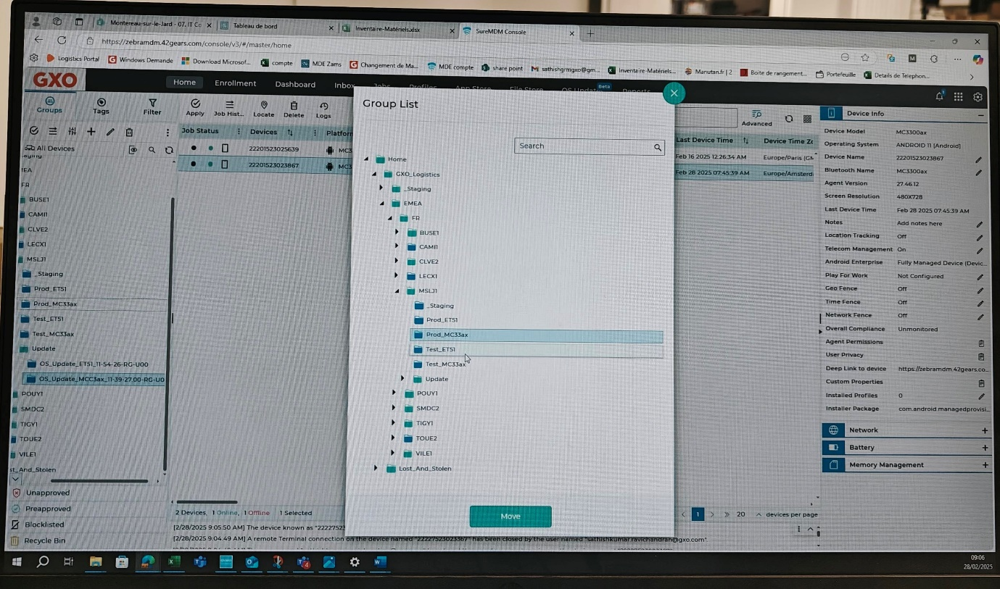 Montereau-sur-le-Jard - 07. IT Co
Tableau de bord
Inventaire-Matériels.xlsx
SureMDM Console
https://zebramdm.42gears.com/console/v3/#/master/home
Logistics Portal
Windows Demande
Download Microsof...
compte
MDE Zams
Changement de Ma...
MDE compte
share point
sathishgrmgxo@gm...
Inventaire-Matériels...
Manutan.fr | 2
Boite de rangement...
Portefeuille
Details de Telephon...
GXO
Home
Enrollment
Dashboard
Inbox
Jobs
Profiles
App Store
File Store
OS Updates
Beta
Reports
Groups
Tags
Filter
Apply
Job Hist...
Locate
Delete
Logs
Advanced
All Devices
EMEA
FR
BUSE1
CAMI1
CLVE2
LECX1
MSLJ1
_Staging
Prod_ET51
Prod_MC33ax
Test_ET51
Test_MC33ax
Update
OS_Update_ET51_11-54-26-RG-U00
OS_Update_MCC3ax_11-39-27.00-RG-U0
POUY1
SMDC2
TIGY1
TOUE2
VILE1
st_And_Stolen
Unapproved
Preapproved
Blocklisted
Recycle Bin
Job Status
Devices
Platform
22201523025639
MC3
22201523023867
MC3
Last Device Time
Device Time Zo
Feb 16 2025 12:26:34 AM
Europe/Paris (GM
Feb 28 2025 07:45:39 AM
Europe/Amsterd
Group List
Search
Home
GXO_Logistics
_Staging
EMEA
FR
BUSE1
CAMI1
CLVE2
LECX1
MSLJ1
_Staging
Prod_ET51
Prod_MC33ax
Test_ET51
Test_MC33ax
Update
POUY1
SMDC2
TIGY1
TOUE2
VILE1
Lost_And_Stolen
Move
2 Devices, 1 Online, 1 Offline 1 Selected
1
20
devices per page
[2/28/2025 9:05:50 AM] The device known as "22227523
[2/28/2025 9:04:49 AM] A remote Terminal connection on the device named "22227523023367" has been closed by the user named "sathishkumar.ravichandran@gxo.com".
Device Info
Device Model MC3300ax
Operating System ANDROID 11 [Android]
Device Name 22201523023867
Bluetooth Name MC3300ax
Agent Version 27.46.12
Screen Resolution 480X728
Last Device Time Feb 28 2025 07:45:39 AM
Notes Add notes here
Location Tracking Off
Telecom Management On
Android Enterprise Fully Managed Device (Devic...
Play For Work Not Configured
Geo Fence Off
Time Fence Off
Network Fence Off
Overall Compliance Unmonitored
Agent Permissions
User Privacy
Deep Link to device https://zebramdm.42gears.co...
Custom Properties
Installed Profiles 0
Installer Package com.android.managedprovisi...
Network
Battery
Memory Management
09:06
28/02/2025